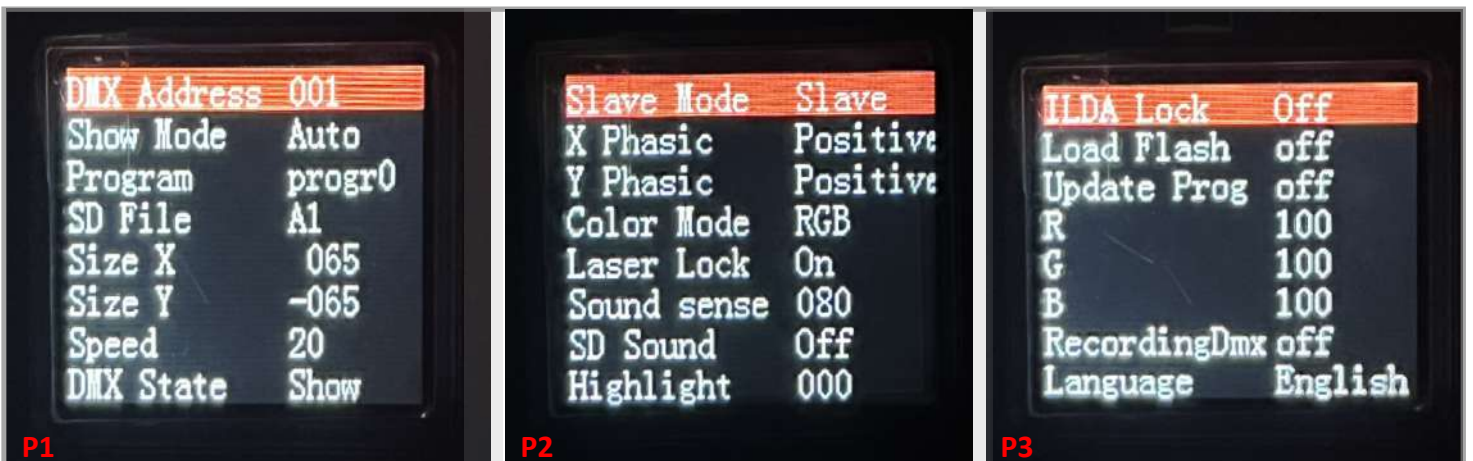 DMX Address 001
Show Mode Auto
Program progr0
SD File A1
Size X 065
Size Y -065
Speed 20
DMX State Show
P1
Slave Mode Slave
X Phasic Positive
Y Phasic Positive
Color Mode RGB
Laser Lock On
Sound sense 080
SD Sound Off
Highlight 000
P2
ILDA Lock Off
Load Flash off
Update Prog off
R 100
G 100
B 100
RecordingDmx off
Language English
P3